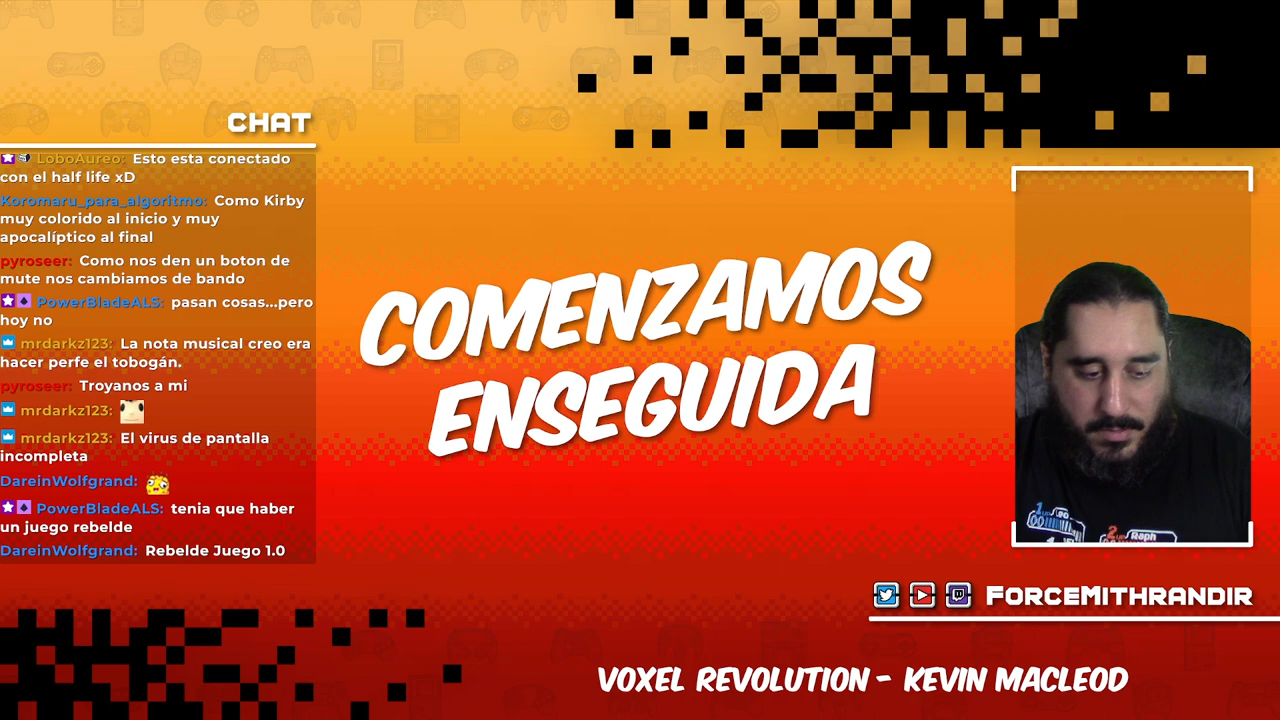 CHAT
LoboAureo: Esto esta conectado
con el half life xD
Koromaru_para_algoritmo: Como Kirby
muy colorido al inicio y muy
apocalíptico al final
pyroseer: Como nos den un boton de
mute nos cambiamos de bando
PowerBladeALS: pasan cosas...pero
hoy no
mrdarkz123: La nota musical creo era
hacer perfe el tobogán.
pyroseer: Troyanos a mi
mrdarkz123:
mrdarkz123: El virus de pantalla
incompleta
DareinWolfgrand:
PowerBladeALS: tenia que haber
un juego rebelde
DareinWolfgrand: Rebelde Juego 1.0
COMENZAMOS
ENSEGUIDA
1
00
2
Raph
FORCEMITHRANDIR
VOXEL REVOLUTION - KEVIN MACLEOD